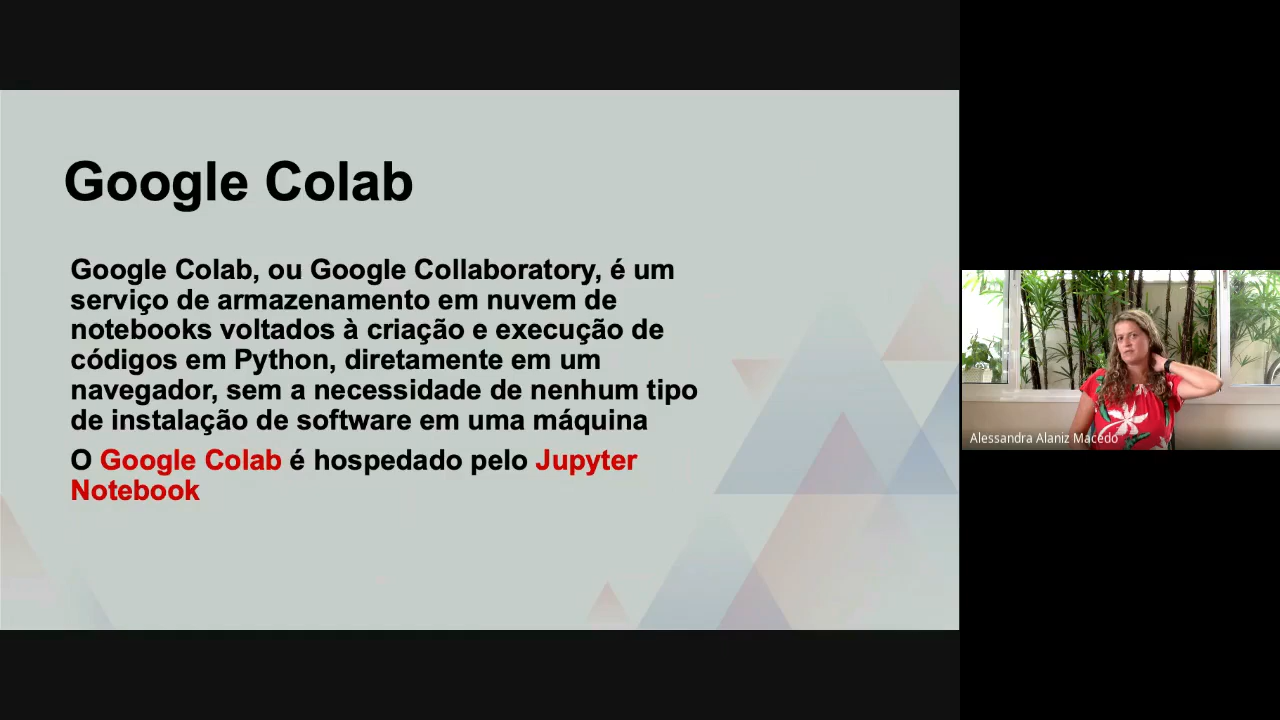 Google Colab
Google Colab, ou Google Collaboratory, é um
serviço de armazenamento em nuvem de
notebooks voltados à criação e execução de
códigos em Python, diretamente em um
navegador, sem a necessidade de nenhum tipo
de instalação de software em uma máquina
O Google Colab é hospedado pelo Jupyter
Notebook
Alessandra Alaniz Macedo